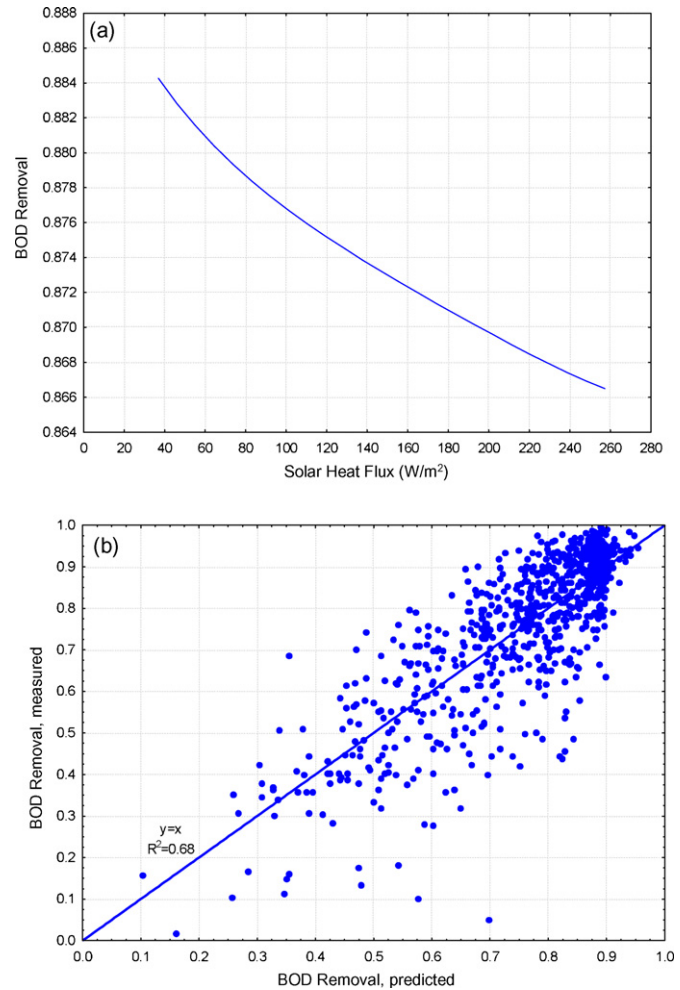 (a)
0.888
0.886
0.884
0.882
0.880
0.878
0.876
0.874
0.872
0.870
0.868
0.866
0.864
BOD Removal
0 20 40 60 80 100 120 140 160 180 200 220 240 260 280
Solar Heat Flux (W/m²)
(b)
1.0
0.9
0.8
0.7
0.6
0.5
0.4
0.3
0.2
0.1
0.0
BOD Removal, measured
y=x
R²=0.68
0.0 0.1 0.2 0.3 0.4 0.5 0.6 0.7 0.8 0.9 1.0
BOD Removal, predicted